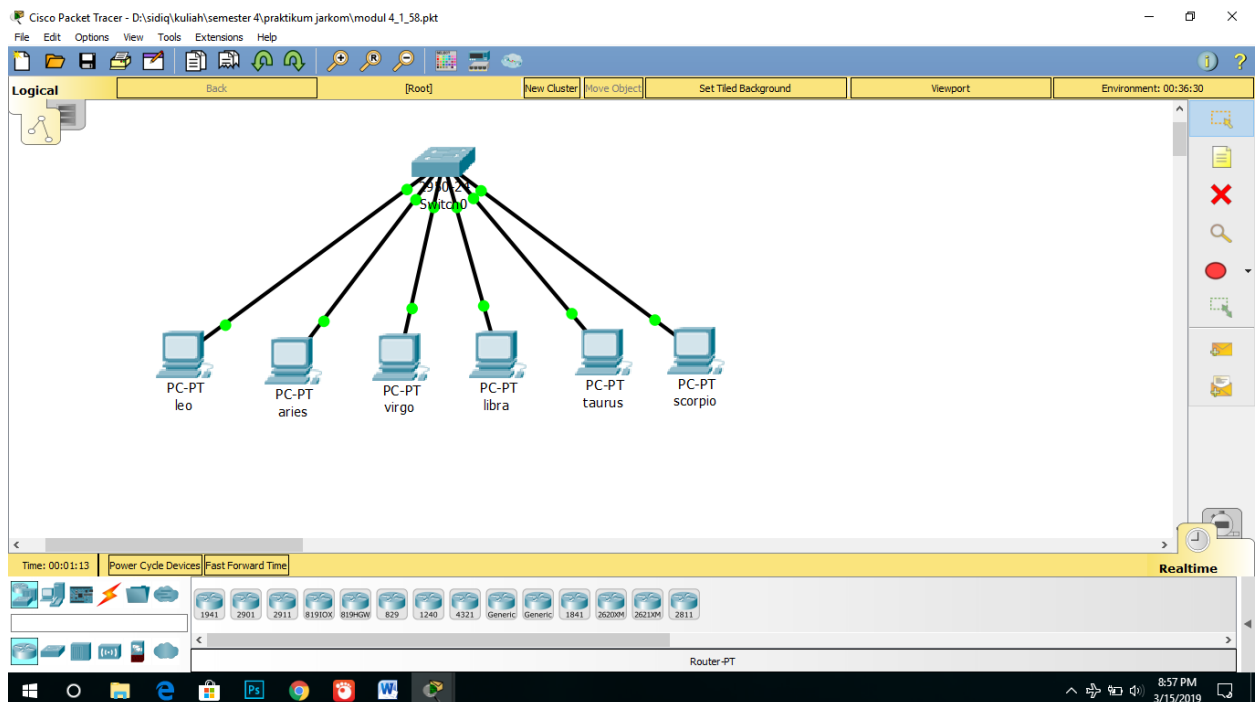 Cisco Packet Tracer - D:\sidiq\kuliah\semester 4\praktikum jarkom\modul 4_1_58.pkt
File Edit Options View Tools Extensions Help
Logical Back [Root] New Cluster Move Object Set Tiled Background Viewport Environment: 00:36:30
2950-24
Switch0
PC-PT
leo
PC-PT
aries
PC-PT
virgo
PC-PT
libra
PC-PT
taurus
PC-PT
scorpio
Time: 00:01:13 Power Cycle Devices Fast Forward Time Realtime
1941 2901 2911 819IOX 819HGW 829 1240 4321 Generic Generic 1841 2620XM 2621XM 2811
Router-PT
8:57 PM
3/15/2019